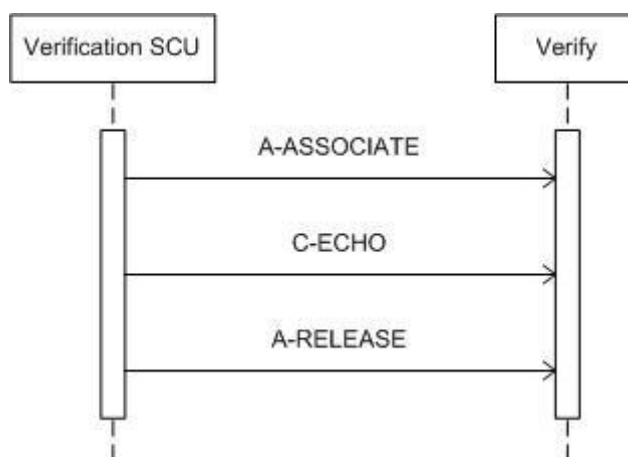 Verification SCU
Verify
A-ASSOCIATE
C-ECHO
A-RELEASE